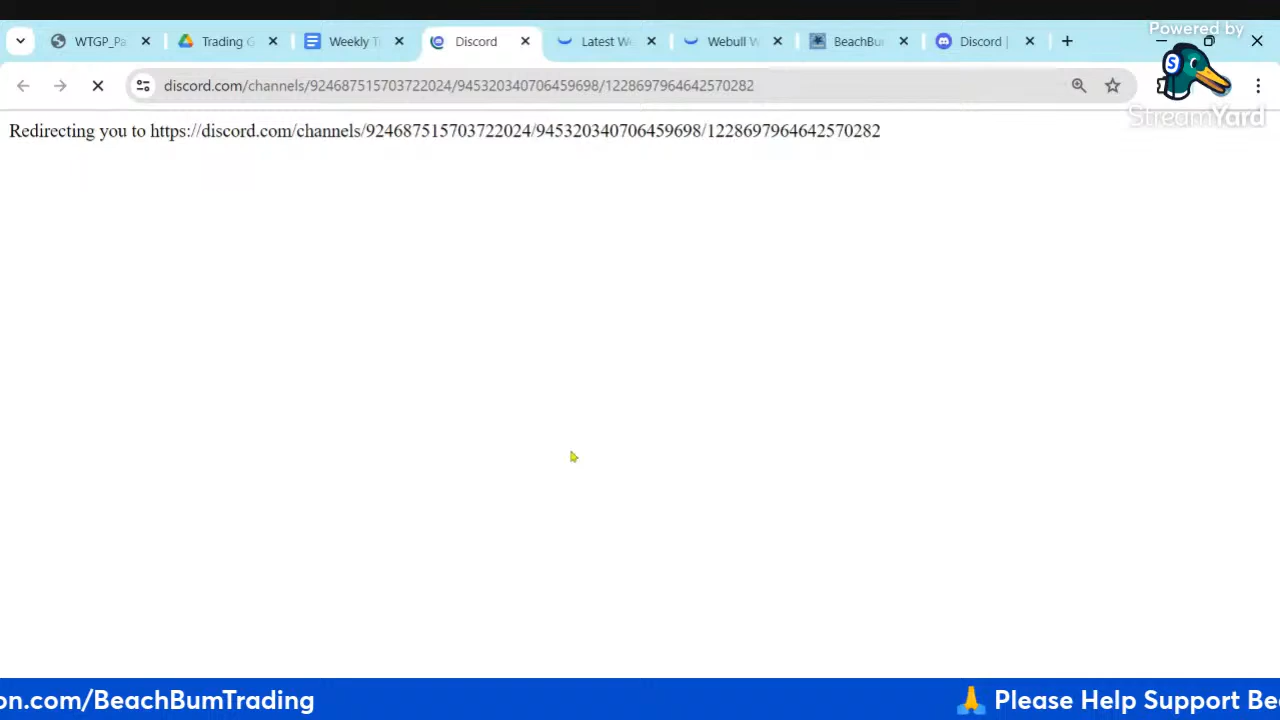 Powered by
WTGP_Pa
Trading G
Weekly T
Discord
Latest We
Webull W
BeachBu
Discord |
S
discord.com/channels/924687515703722024/945320340706459698/1228697964642570282
StreamYard
Redirecting you to https://discord.com/channels/924687515703722024/945320340706459698/1228697964642570282
on.com/BeachBumTrading
🙏 Please Help Support Be